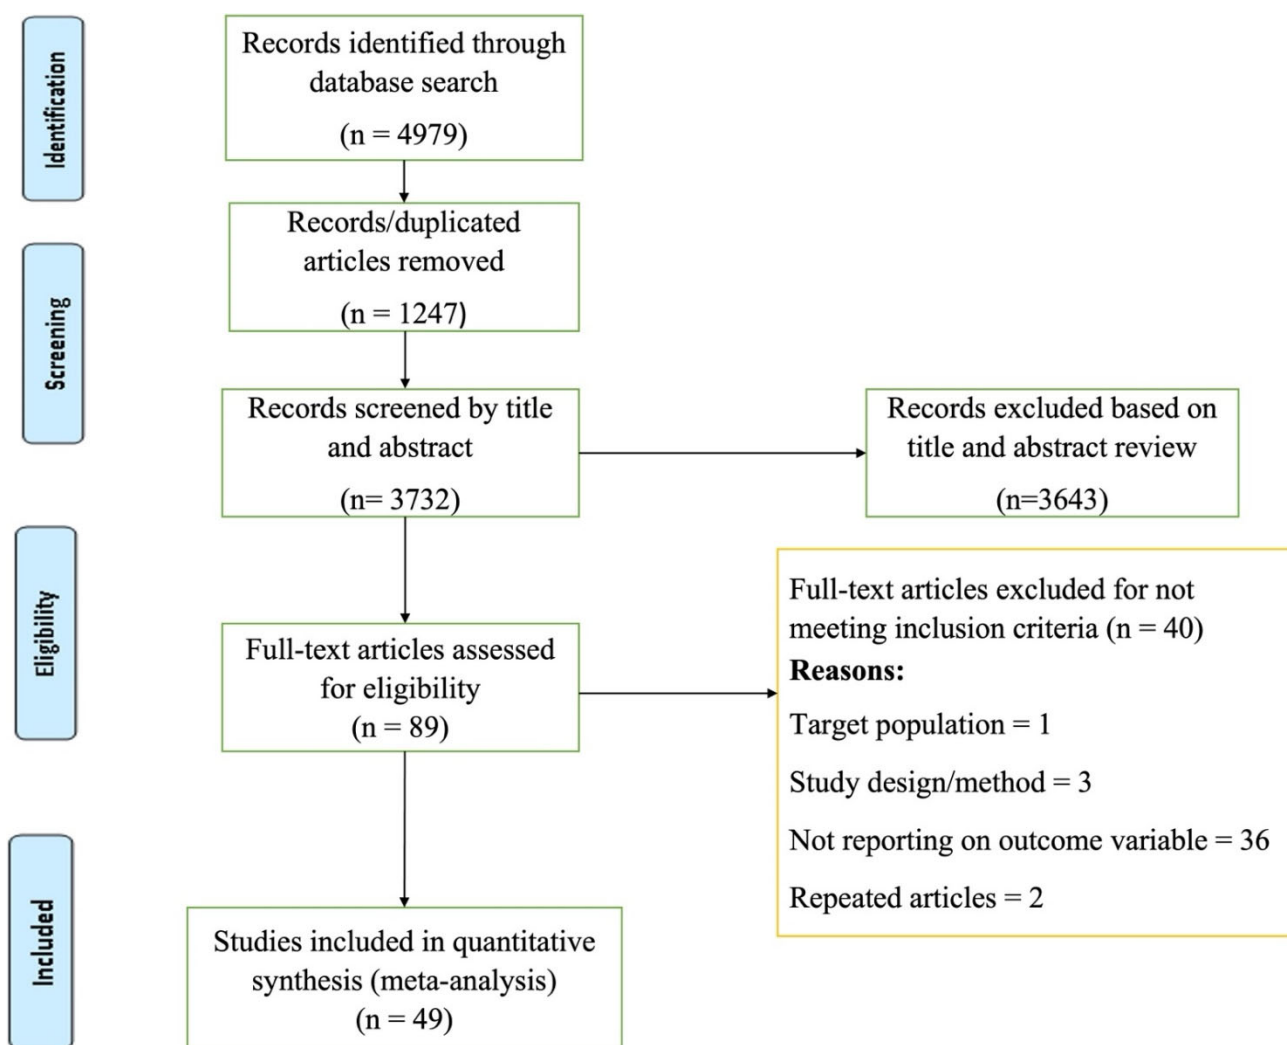 Identification
Records identified through
database search
(n = 4979)
Records/duplicated
articles removed
(n = 1247)
Screening
Records screened by title
and abstract
(n= 3732)
Records excluded based on
title and abstract review
(n=3643)
Eligibility
Full-text articles assessed
for eligibility
(n = 89)
Full-text articles excluded for not
meeting inclusion criteria (n = 40)
Reasons:
Target population = 1
Study design/method = 3
Not reporting on outcome variable = 36
Repeated articles = 2
Included
Studies included in quantitative
synthesis (meta-analysis)
(n = 49)